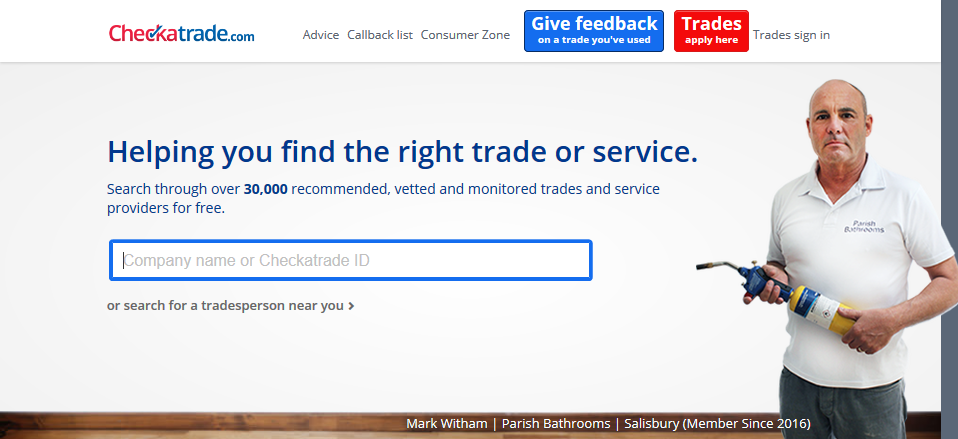 Checkatrade.com
Advice Callback list Consumer Zone
Give feedback
on a trade you've used
Trades
apply here
Trades sign in
Helping you find the right trade or service.
Search through over 30,000 recommended, vetted and monitored trades and service
providers for free.
Company name or Checkatrade ID
or search for a tradesperson near you
Parish
Bathrooms
Mark Witham | Parish Bathrooms | Salisbury (Member Since 2016)